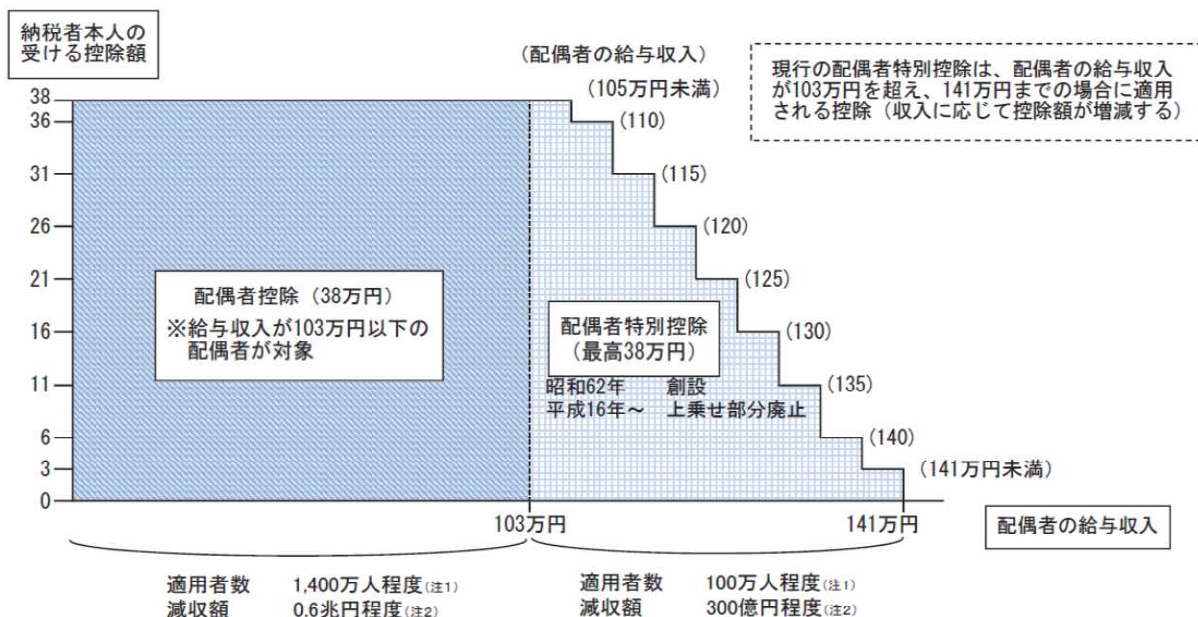 納税者本人の
受ける控除額
(配偶者の給与収入)
(105万円未満)
現行の配偶者特別控除は、配偶者の給与収入
が103万円を超え、141万円までの場合に適用
される控除（収入に応じて控除額が増減する）
38
36
31
26
21
16
11
6
3
0
(110)
(115)
(120)
(125)
(130)
(135)
(140)
(141万円未満)
配偶者控除（38万円）
※給与収入が103万円以下の
配偶者が対象
配偶者特別控除
(最高38万円)
昭和62年　創設
平成16年～　上乗せ部分廃止
103万円
141万円
配偶者の給与収入
適用者数　1,400万人程度(注1)
減収額　0.6兆円程度(注2)
適用者数　100万人程度(注1)
減収額　300億円程度(注2)